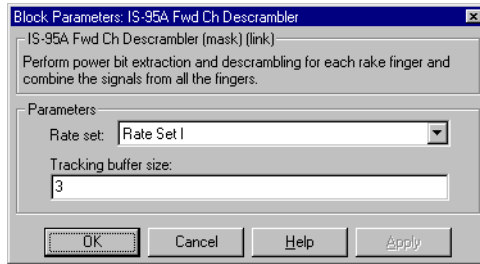 Block Parameters: IS-95A Fwd Ch Descrambler
IS-95A Fwd Ch Descrambler (mask) (link)
Perform power bit extraction and descrambling for each rake finger and
combine the signals from all the fingers.
Parameters
Rate set: Rate Set I
Tracking buffer size:
3
OK Cancel Help Apply